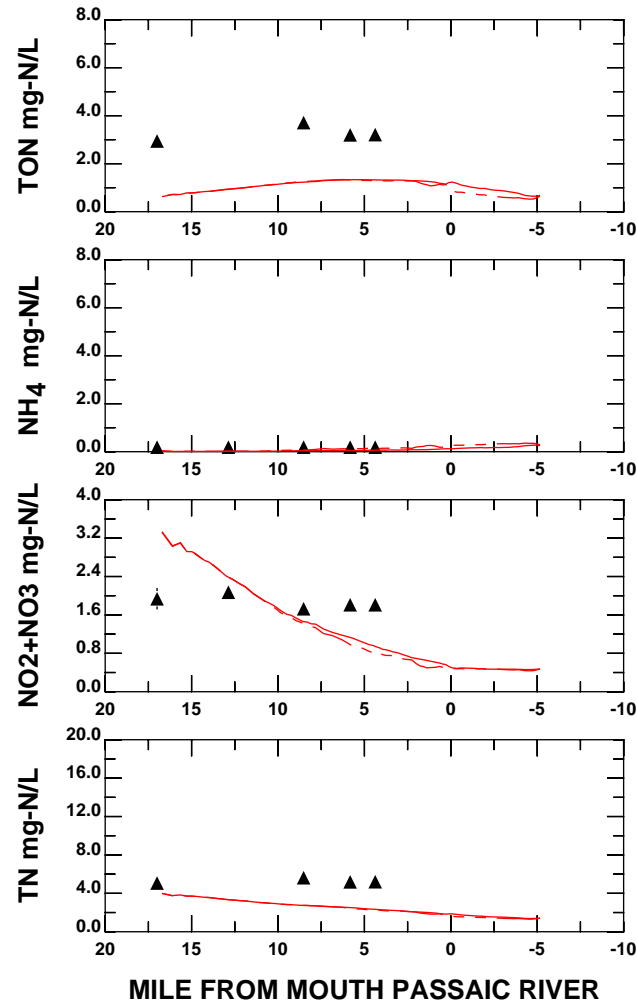 TON mg-N/L
8.0
6.0
4.0
2.0
0.0
20 15 10 5 0 -5 -10
NH4 mg-N/L
8.0
6.0
4.0
2.0
0.0
20 15 10 5 0 -5 -10
NO2+NO3 mg-N/L
4.0
3.2
2.4
1.6
0.8
0.0
20 15 10 5 0 -5 -10
TN mg-N/L
20.0
16.0
12.0
8.0
4.0
0.0
20 15 10 5 0 -5 -10
MILE FROM MOUTH PASSAIC RIVER